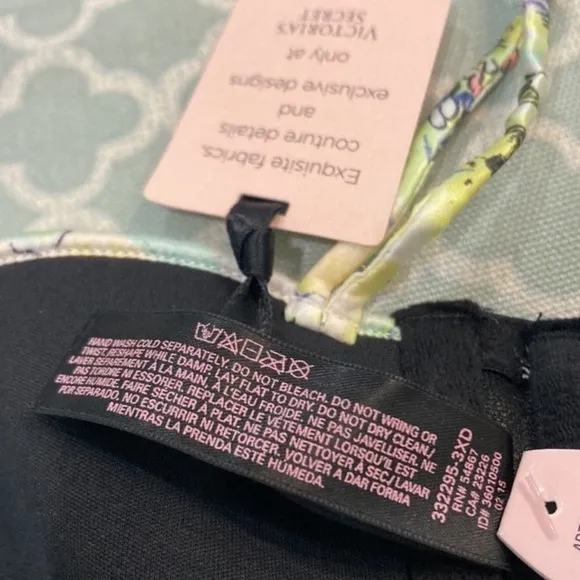 Exquisite fabrics,
couture details
and
exclusive designs
only at
VICTORIA'S
SECRET
HAND WASH COLD SEPARATELY. DO NOT BLEACH. DO NOT WRING OR
TWIST. RESHAPE WHILE DAMP. LAY FLAT TO DRY. DO NOT DRY CLEAN/
LAVER SÉPARÉMENT À LA MAIN, À L'EAU FROIDE. NE PAS JAVELLISER. NE
PAS TORDRE NI ESSORER. REPLACER LE VÊTEMENT LORSQU'IL EST
ENCORE HUMIDE. FAIRE SÉCHER À PLAT. NE PAS NETTOYER À SEC/LAVAR
POR SEPARADO. NO ESCURRIR NI RETORCER. VOLVER A DAR FORMA
MIENTRAS LA PRENDA ESTÉ HÚMEDA.
332295-3XD
RN# 54867
CA# 23226
ID# 36010500
02 15